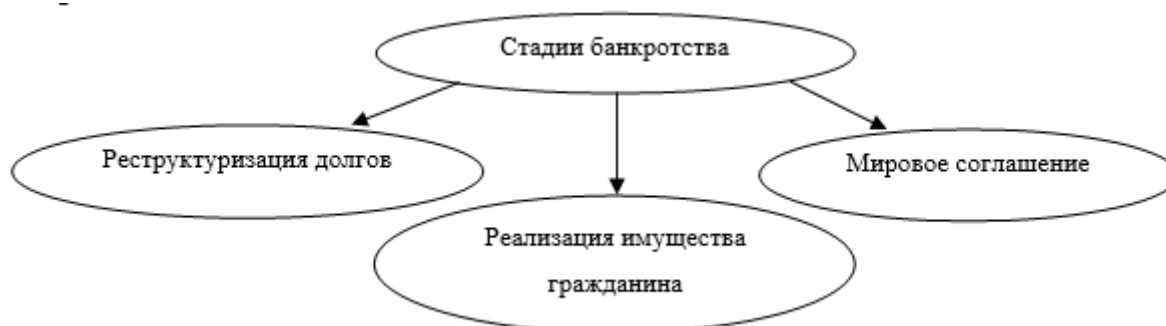 Стадии банкротства
Реструктуризация долгов
Мировое соглашение
Реализация имущества
гражданина